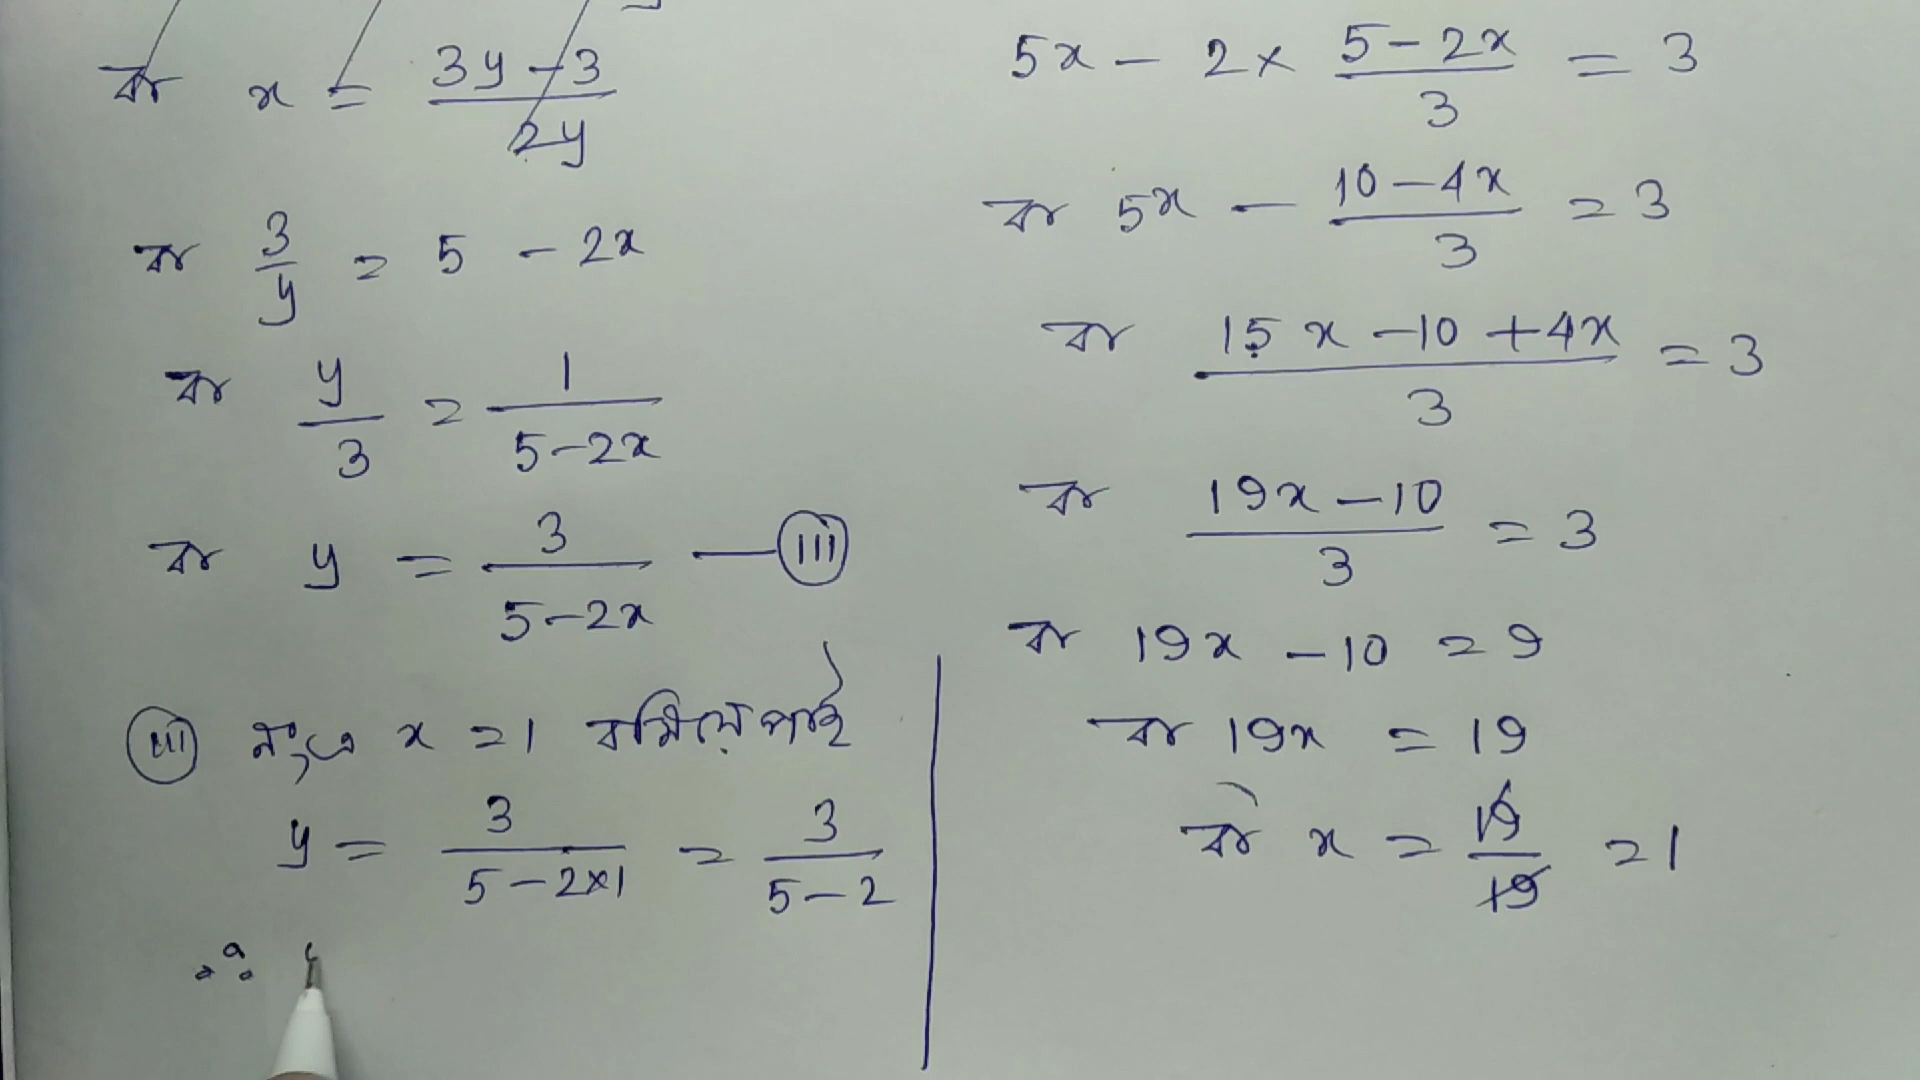 বা x = (3y - 3)/2y
বা 3/y = 5 - 2x
বা y/3 = 1/(5-2x)
বা y = 3/(5-2x) — (iii)
(iii) নং এ x = 1 বসিয়ে পাই
y = 3/(5-2×1) = 3/(5-2)
∴
5x - 2 × (5-2x)/3 = 3
বা 5x - (10-4x)/3 = 3
বা (15x -10 +4x)/3 = 3
বা (19x-10)/3 = 3
বা 19x - 10 = 9
বা 19x = 19
বা x = 19/19 = 1